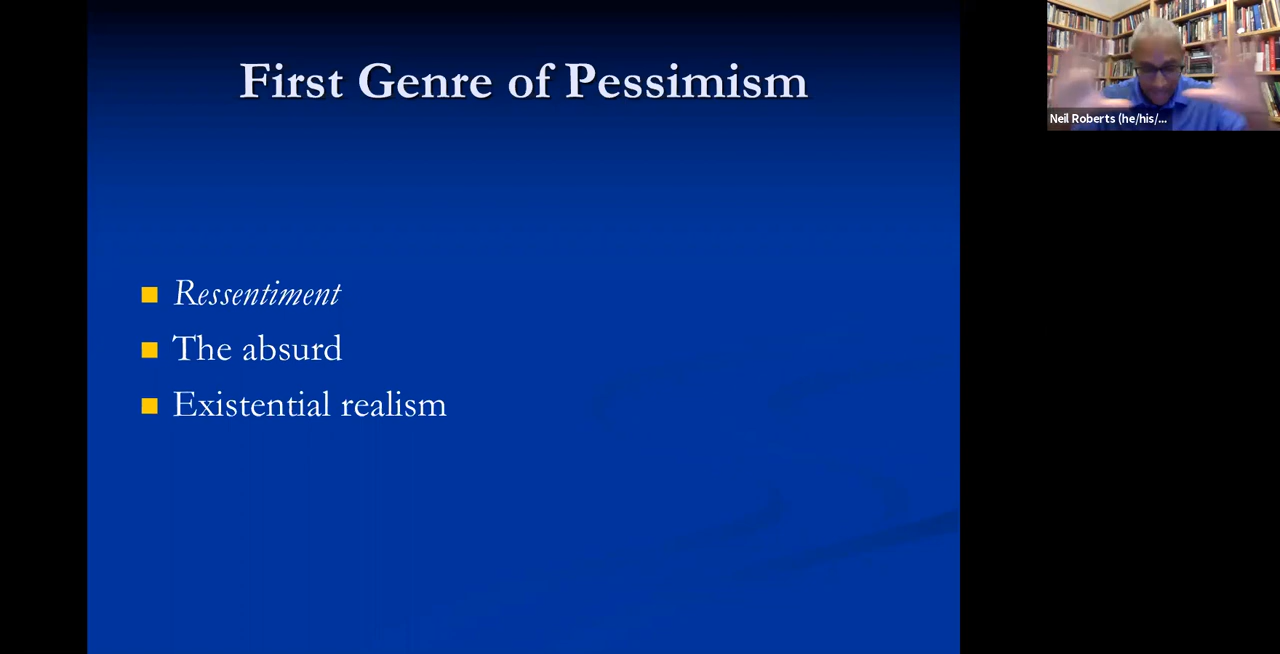 First Genre of Pessimism
Neil Roberts (he/his/...
Ressentiment
The absurd
Existential realism